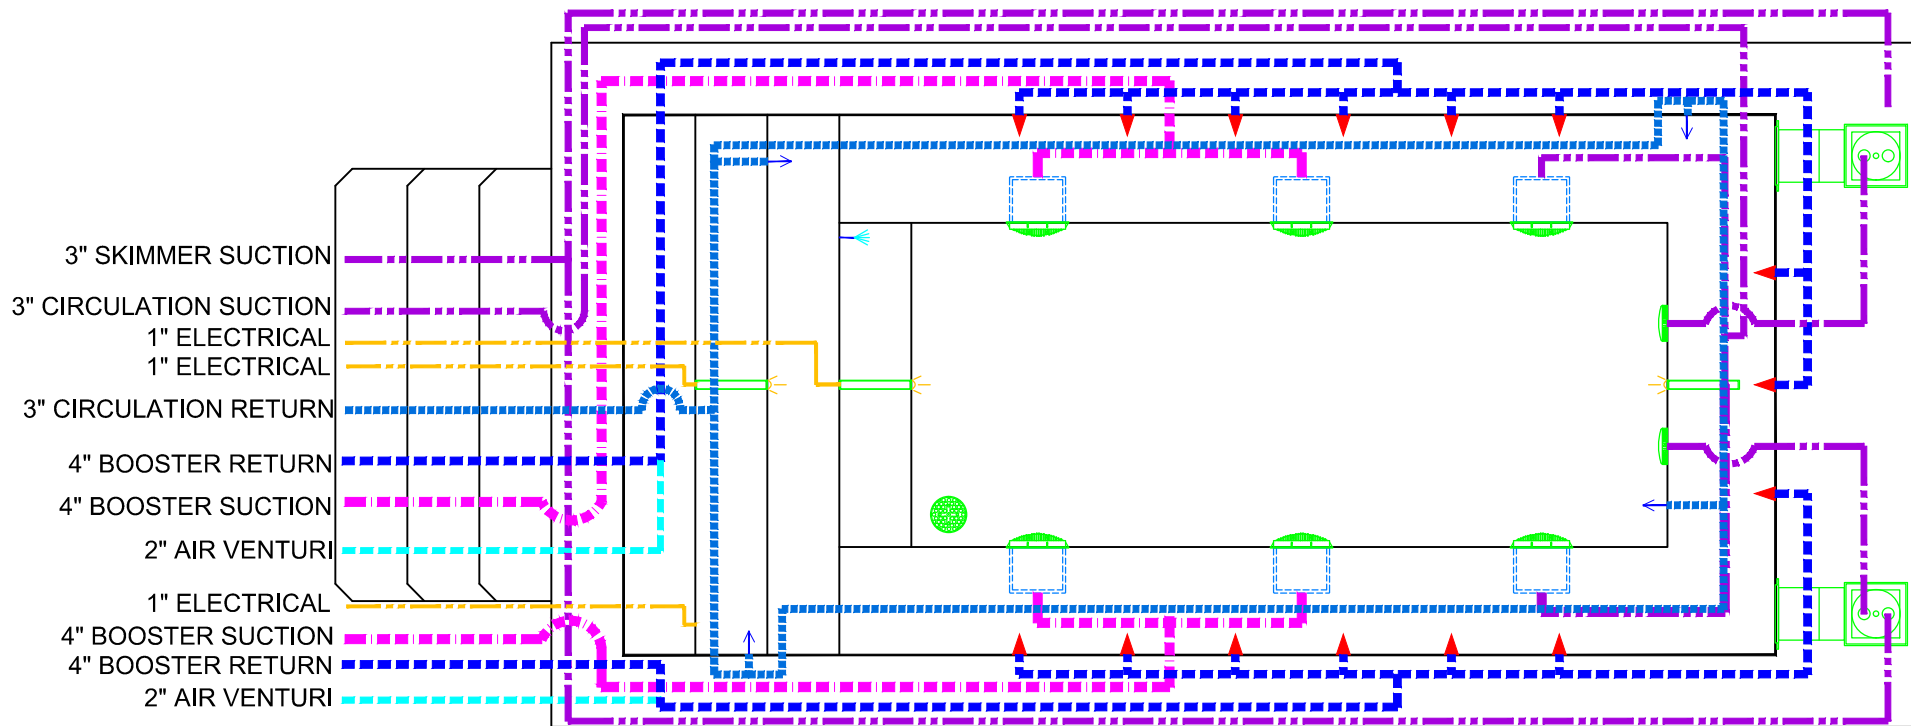 3" SKIMMER SUCTION
3" CIRCULATION SUCTION
1" ELECTRICAL
1" ELECTRICAL
3" CIRCULATION RETURN
4" BOOSTER RETURN
4" BOOSTER SUCTION
2" AIR VENTURI
1" ELECTRICAL
4" BOOSTER SUCTION
4" BOOSTER RETURN
2" AIR VENTURI